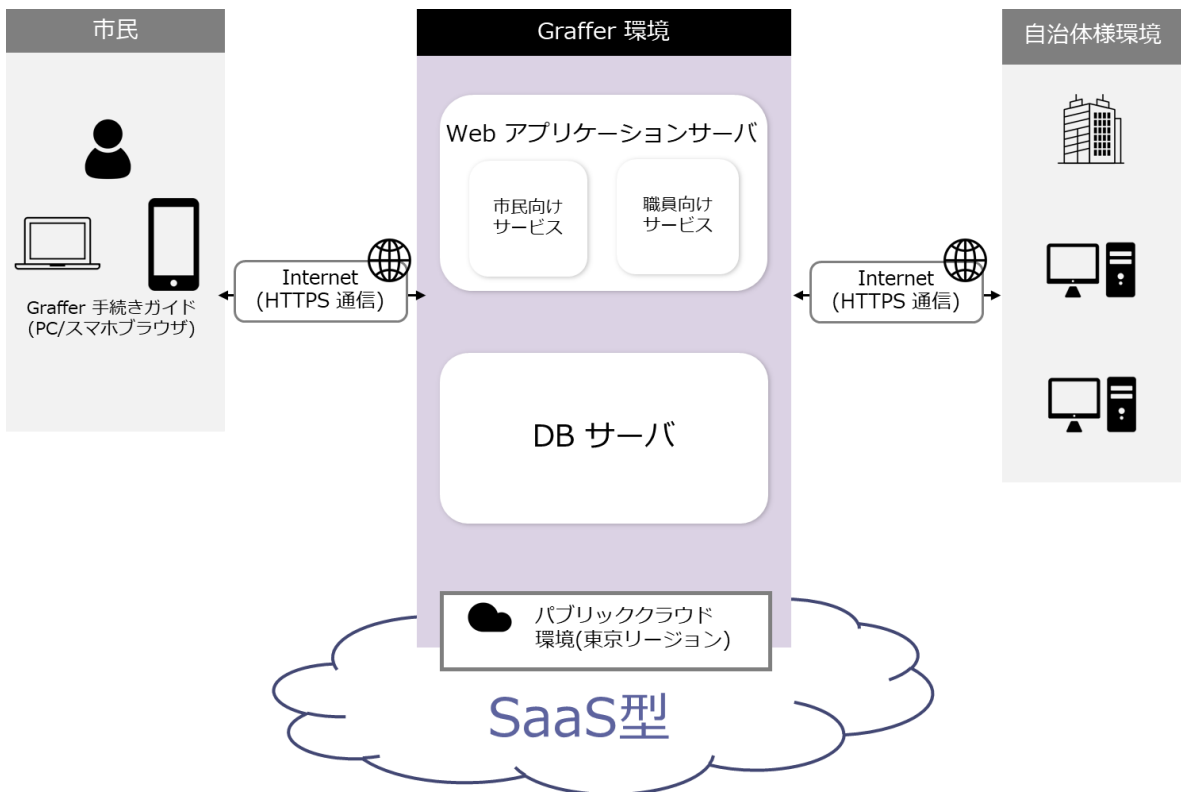 市民
Graffer 手続きガイド
(PC/スマホブラウザ)
Internet
(HTTPS 通信)
Graffer 環境
Web アプリケーションサーバ
市民向け
サービス
職員向け
サービス
DB サーバ
パブリッククラウド
環境(東京リージョン)
SaaS型
Internet
(HTTPS 通信)
自治体様環境